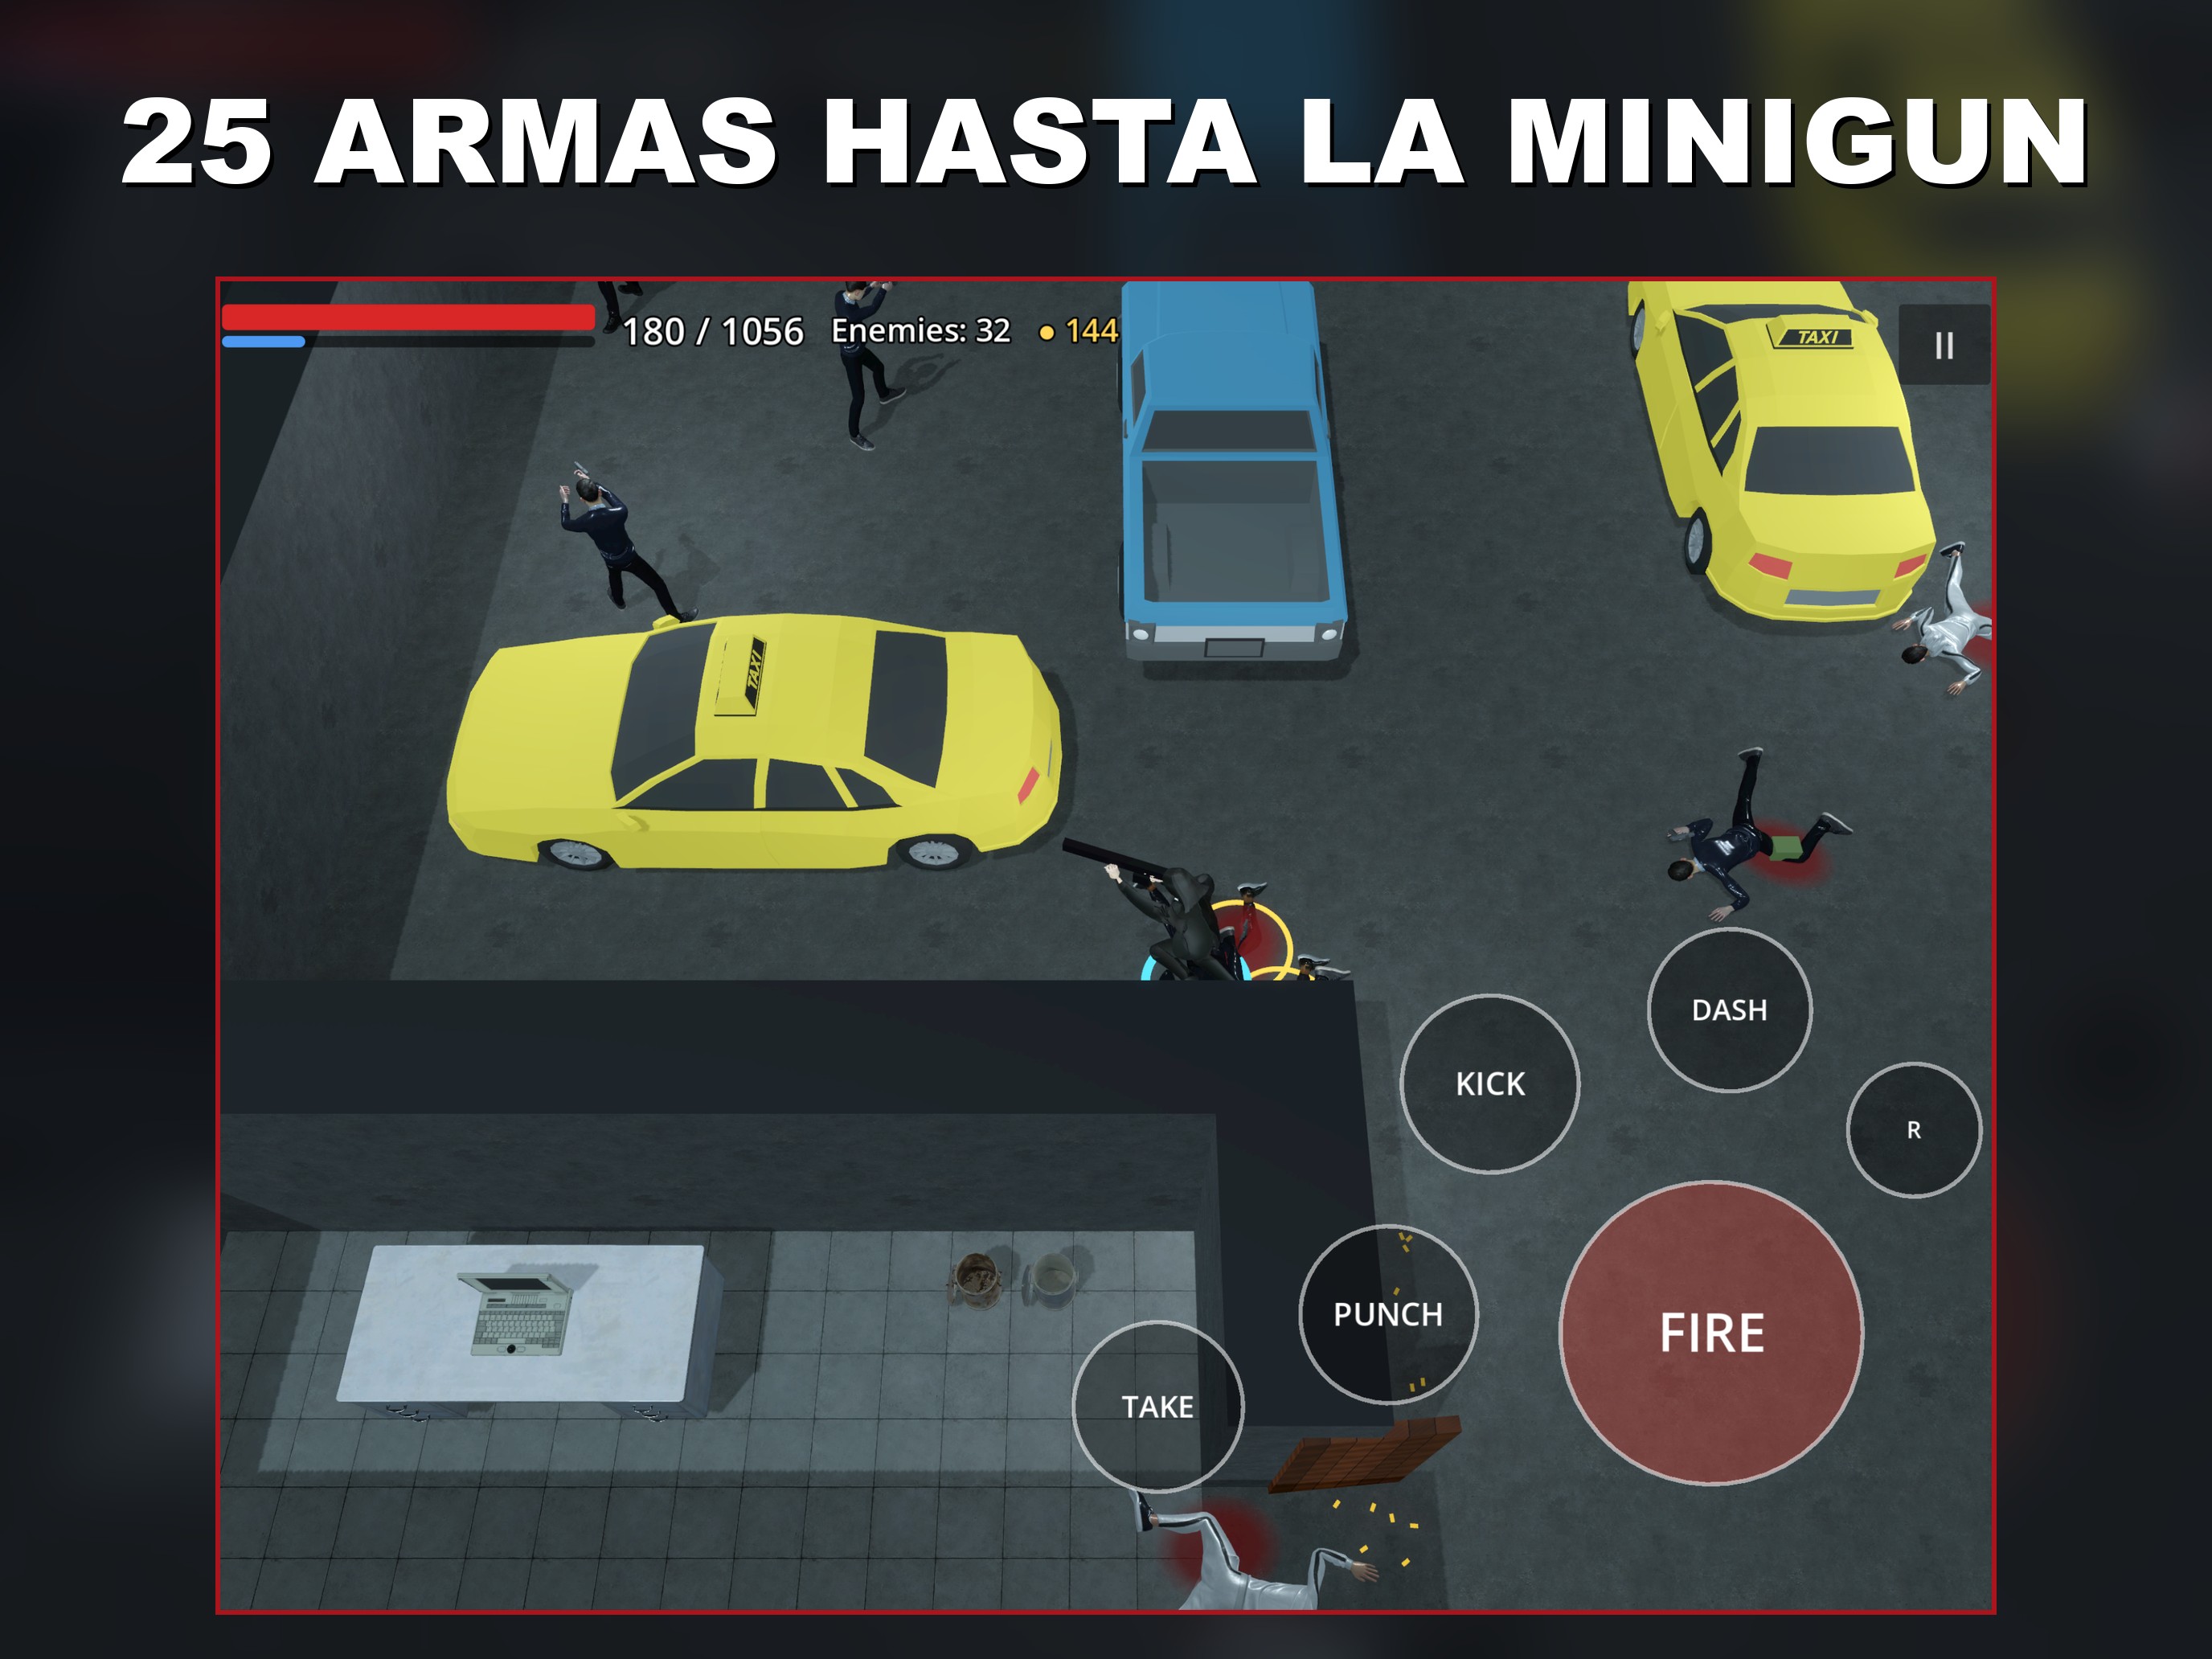 25 ARMAS HASTA LA MINIGUN
180 / 1056 Enemies: 32 144
TAXI
TAXI
DASH
KICK
R
PUNCH
FIRE
TAKE